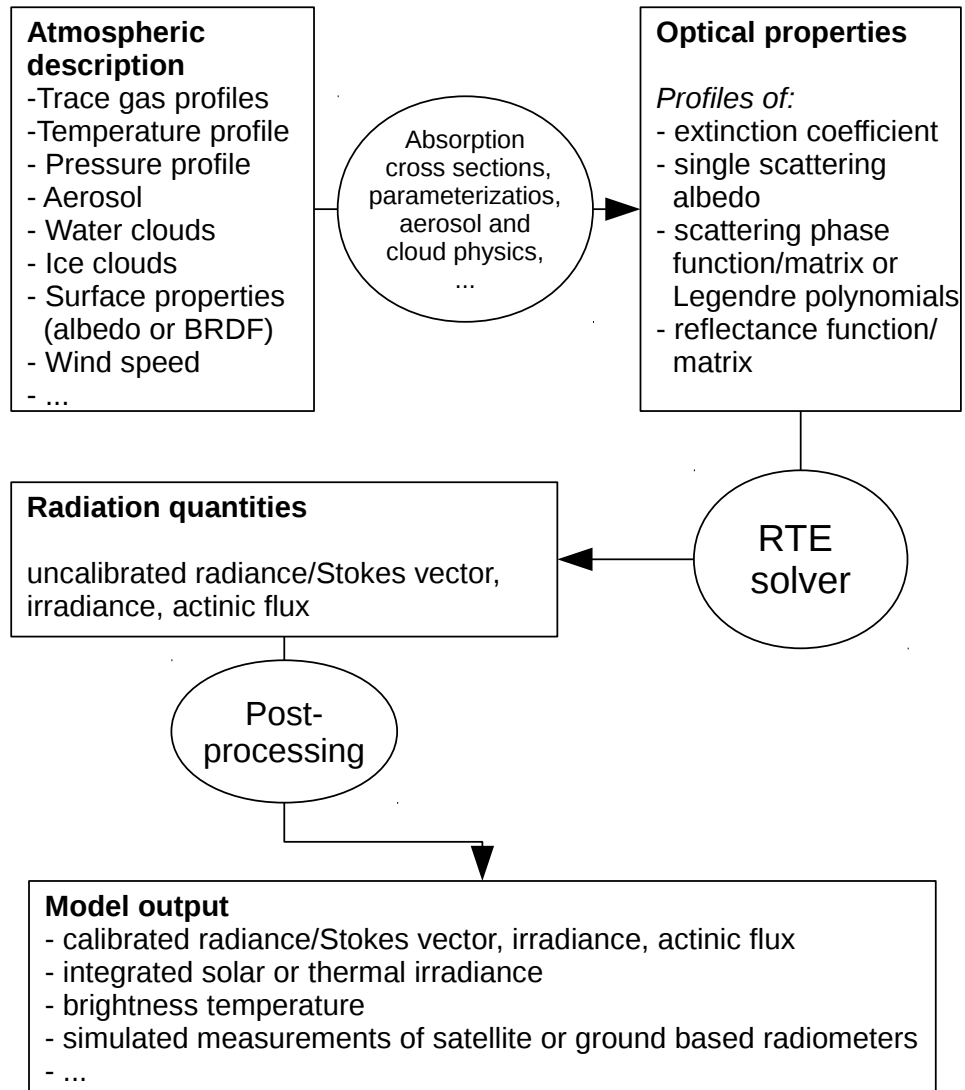 Atmospheric
description
-Trace gas profiles
-Temperature profile
- Pressure profile
- Aerosol
- Water clouds
- Ice clouds
- Surface properties
(albedo or BRDF)
- Wind speed
- ...
Absorption
cross sections,
parameterizatios,
aerosol and
cloud physics,
...
Optical properties
Profiles of:
- extinction coefficient
- single scattering
albedo
- scattering phase
function/matrix or
Legendre polynomials
- reflectance function/
matrix
RTE
solver
Radiation quantities
uncalibrated radiance/Stokes vector,
irradiance, actinic flux
Post-
processing
Model output
- calibrated radiance/Stokes vector, irradiance, actinic flux
- integrated solar or thermal irradiance
- brightness temperature
- simulated measurements of satellite or ground based radiometers
- ...